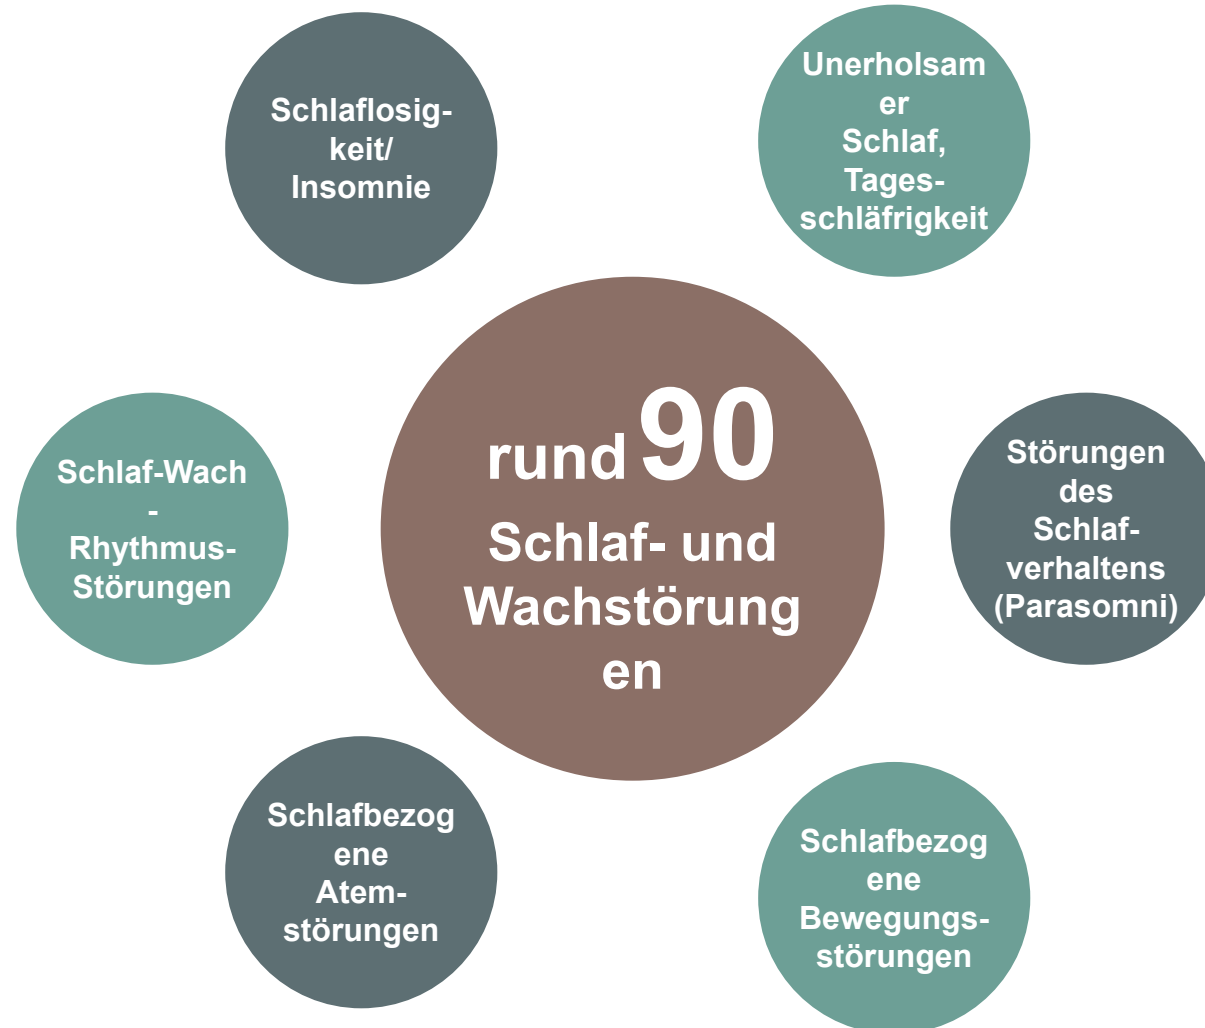 Schlaflosig-
keit/
Insomnie
Unerholsam
er
Schlaf,
Tages-
schläfrigkeit
rund 90
Schlaf- und
Wachstörung
en
Schlaf-Wach
-
Rhythmus-
Störungen
Störungen
des
Schlaf-
verhaltens
(Parasomni)
Schlafbezog
ene
Atem-
störungen
Schlafbezog
ene
Bewegungs-
störungen